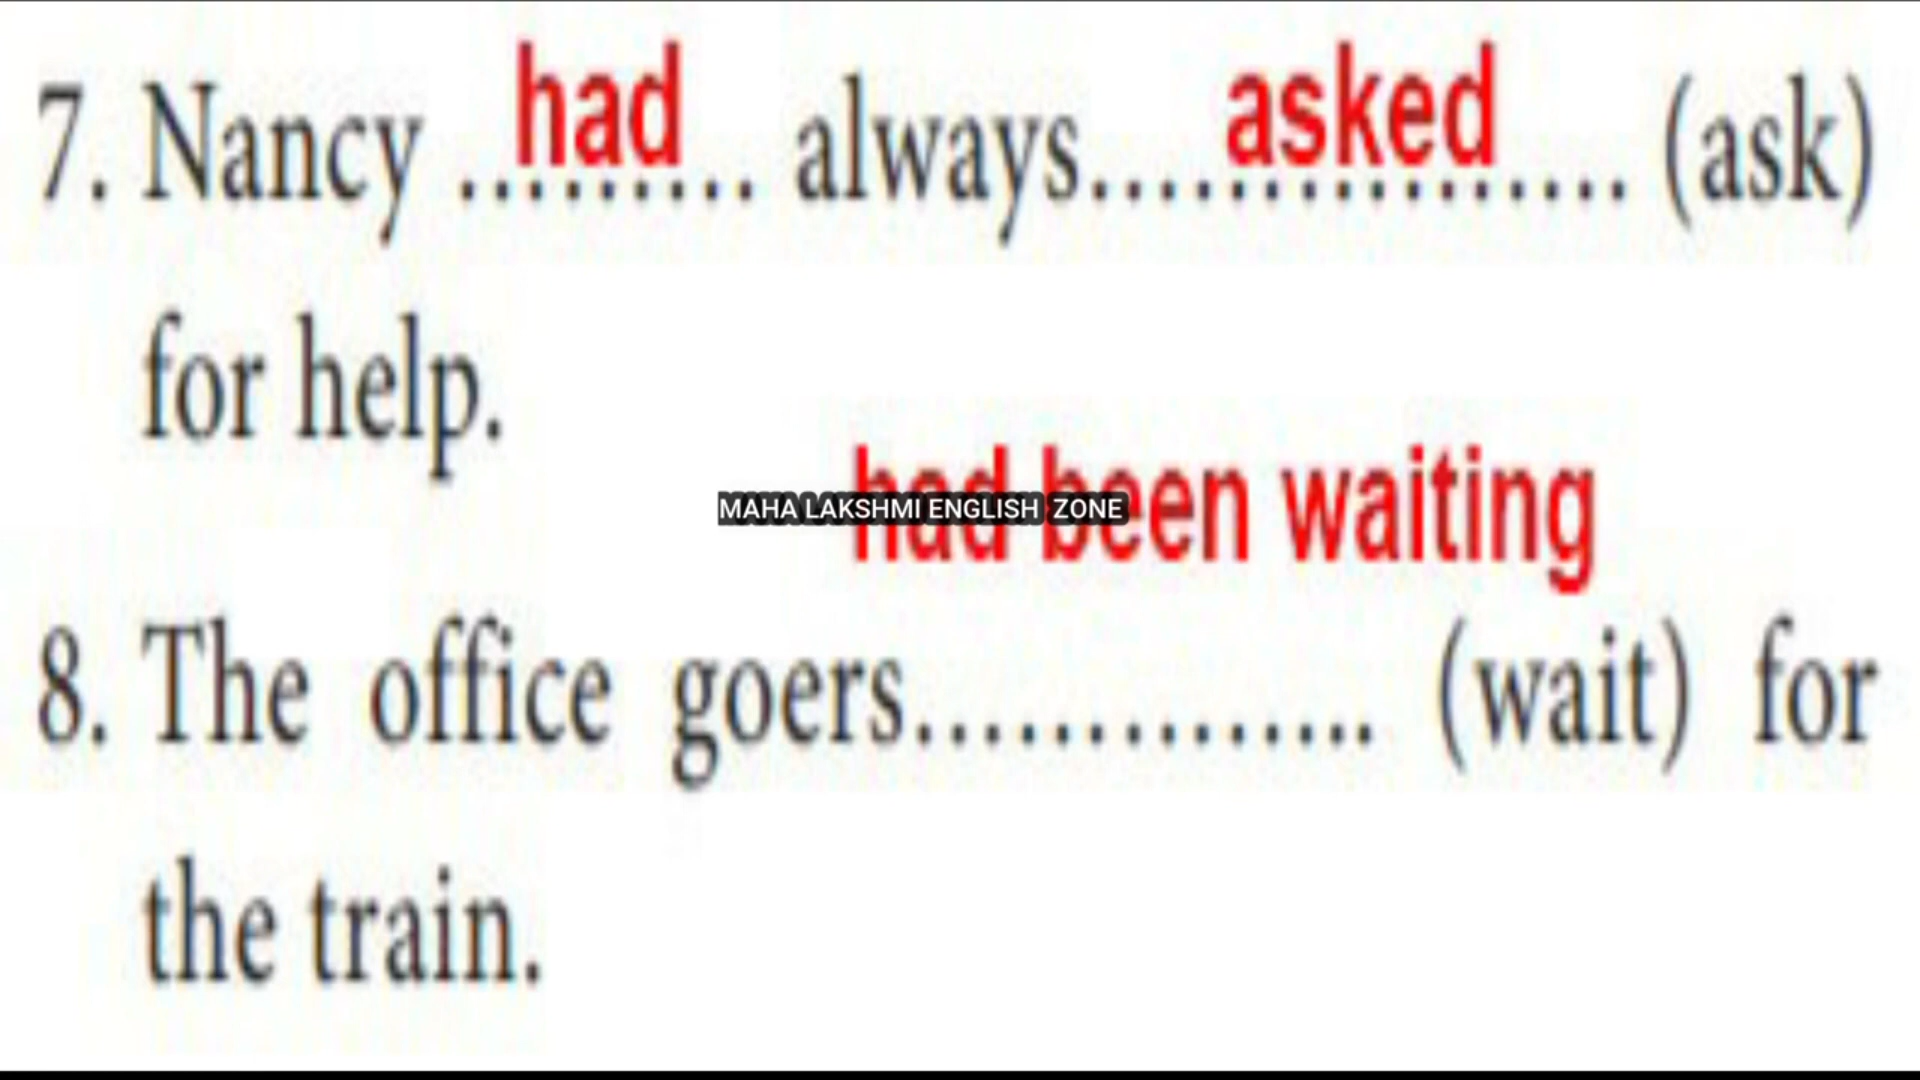 7. Nancy ......... had always................. asked (ask)
for help.
had been waiting
MAHA LAKSHMI ENGLISH ZONE
8. The office goers.............. (wait) for
the train.